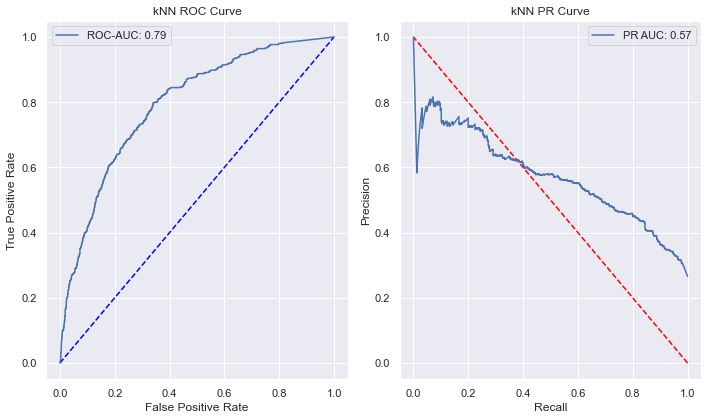 kNN ROC Curve
ROC-AUC: 0.79
1.0
0.8
0.6
0.4
0.2
0.0
True Positive Rate
0.0 0.2 0.4 0.6 0.8 1.0
False Positive Rate
kNN PR Curve
PR AUC: 0.57
1.0
0.8
0.6
0.4
0.2
0.0
Precision
0.0 0.2 0.4 0.6 0.8 1.0
Recall